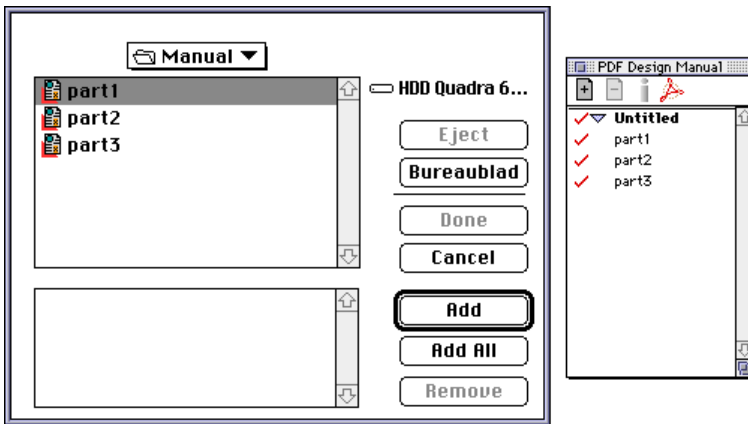 Manual
part1
part2
part3
HDD Quadra 6...
Eject
Bureaublad
Done
Cancel
Add
Add All
Remove
PDF Design Manual
Untitled
part1
part2
part3